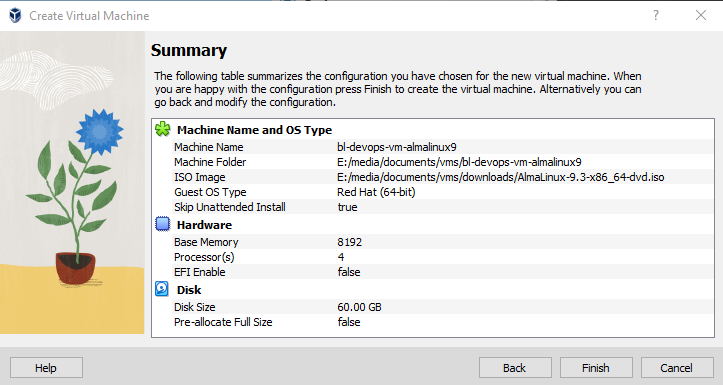 Create Virtual Machine
?
Summary
The following table summarizes the configuration you have chosen for the new virtual machine. When
you are happy with the configuration press Finish to create the virtual machine. Alternatively you can
go back and modify the configuration.
Machine Name and OS Type
Machine Name bl-devops-vm-almalinux9
Machine Folder E:/media/documents/vms/bl-devops-vm-almalinux9
ISO Image E:/media/documents/vms/downloads/AlmaLinux-9.3-x86_64-dvd.iso
Guest OS Type Red Hat (64-bit)
Skip Unattended Install true
Hardware
Base Memory 8192
Processor(s) 4
EFI Enable false
Disk
Disk Size 60.00 GB
Pre-allocate Full Size false
Help Back Finish Cancel